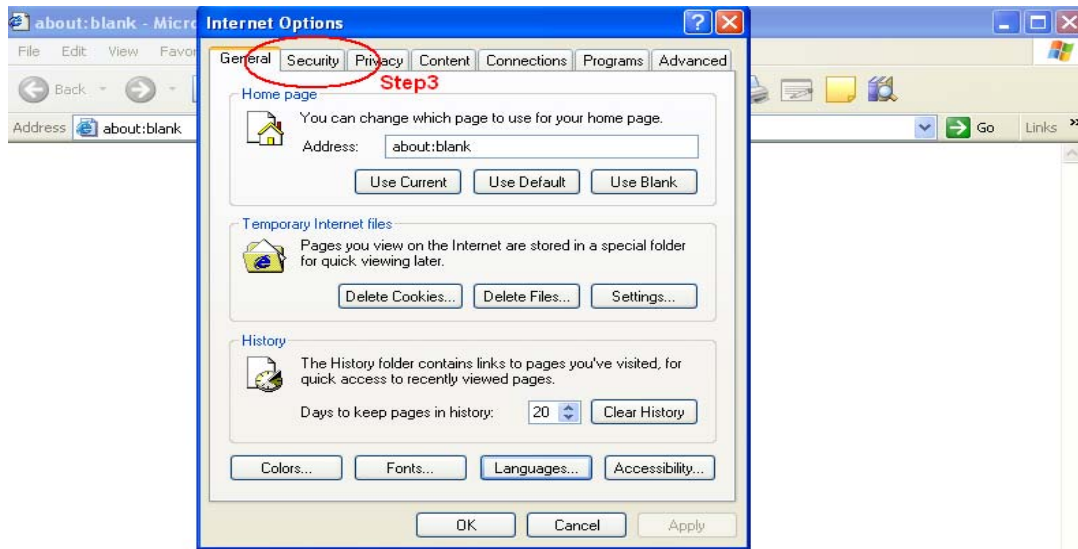 about:blank - Micro
Internet Options
File Edit View Favor
General Security Privacy Content Connections Programs Advanced
Step3
Back
Home page
You can change which page to use for your home page.
Address about:blank
Go Links »
Address: about:blank
Use Current Use Default Use Blank
Temporary Internet files
Pages you view on the Internet are stored in a special folder
for quick viewing later.
Delete Cookies... Delete Files... Settings...
History
The History folder contains links to pages you've visited, for
quick access to recently viewed pages.
Days to keep pages in history: 20 Clear History
Colors... Fonts... Languages... Accessibility...
OK Cancel Apply